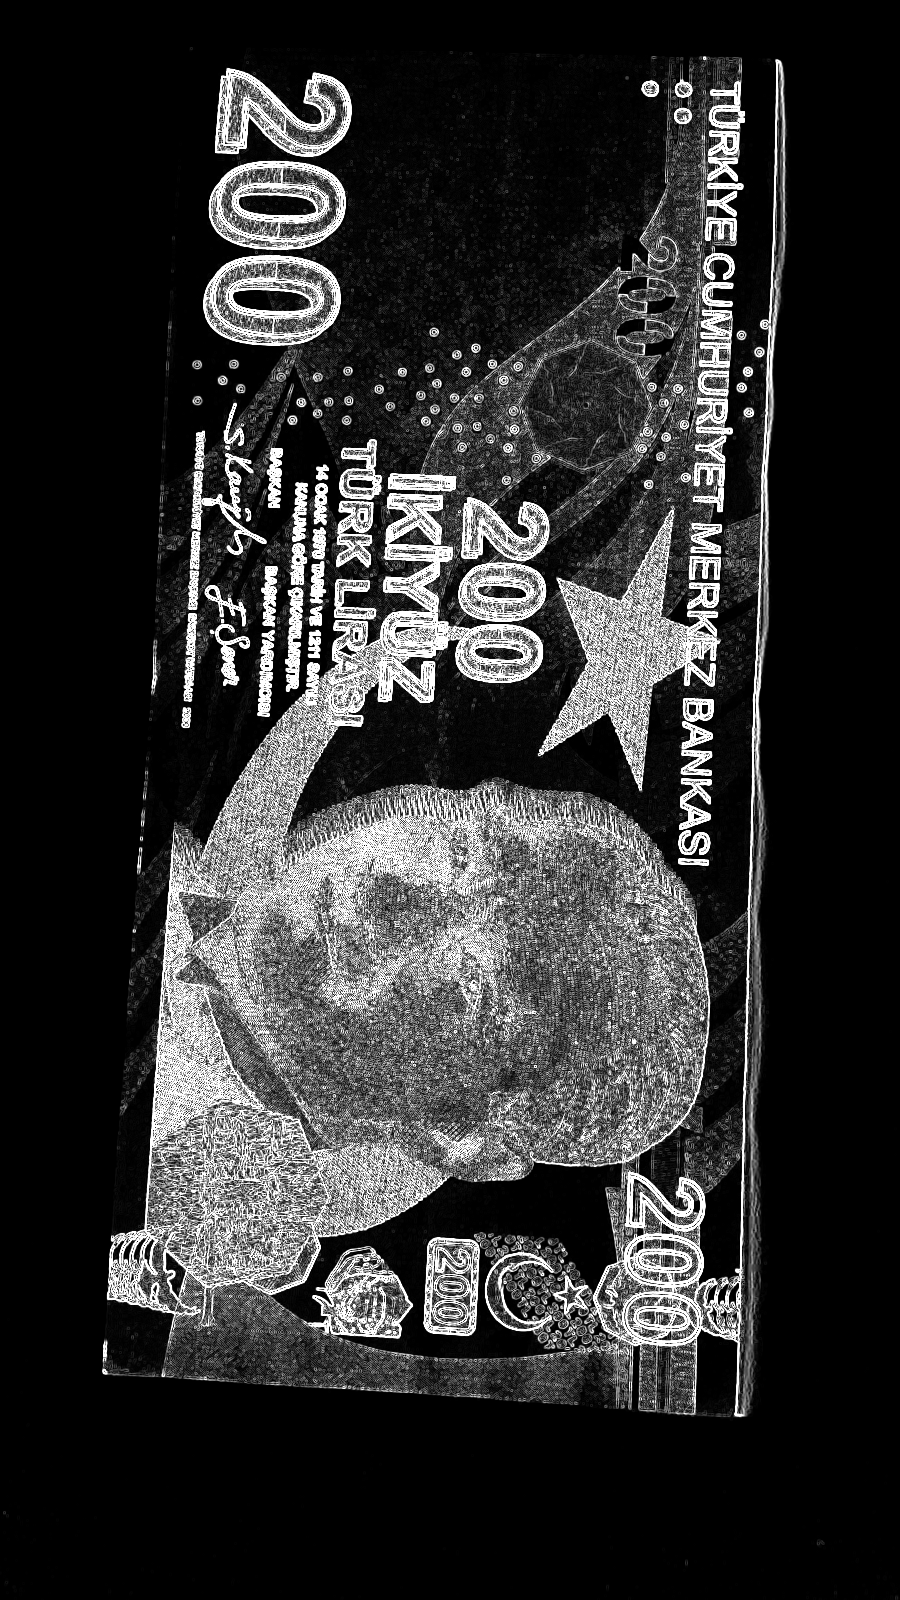 TÜRKİYE CUMHURİYET MERKEZ BANKASI
200
200
İKİYÜZ
TÜRK LİRASI
14 OCAK 1970 TARİH VE 1211 SAYILI
KANUNA GÖRE ÇIKARILMIŞTIR.
BAŞKAN
BAŞKAN YARDIMCISI
200
200
200